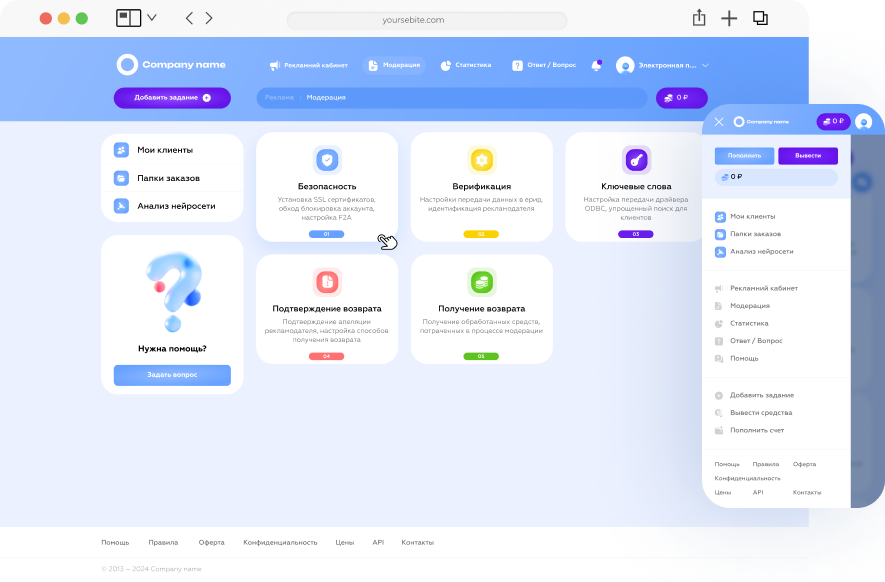 yoursebite.com
Company name
Рекламний кабинет
Модерация
Статистика
Ответ / Вопрос
Электронная п...
Добавить задание
Реклама
Модерация
0 ₽
Мои клиенты
Папки заказов
Анализ нейросети
Нужна помощь?
Задать вопрос
Безопасность
Установка SSL сертификатов,
обход блокировка аккаунта,
настройка F2A
01
Верификация
Настройки передачи данных в ерид,
идентификация рекламодателя
02
Ключевые слова
Настройка передачи драйвера
ODBC, упрощенный поиск для
клиентов
03
Подтверждение возврата
Подтверждение апеляции
рекламодателя, настройка способов
получения возврата
04
Получение возврата
Получение обработанных средств,
потраченных в процессе модерации
05
Company name
0 ₽
Пополнить
Вывести
0 ₽
Мои клиенты
Папки заказов
Анализ нейросети
Рекламний кабинет
Модерация
Статистика
Ответ / Вопрос
Помощь
Добавить задание
Вывести средства
Пополнить счет
Помощь
Правила
Оферта
Конфиденциальность
Цены
API
Контакты
Помощь
Правила
Оферта
Конфиденциальность
Цены
API
Контакты
© 2013 – 2024 Company name